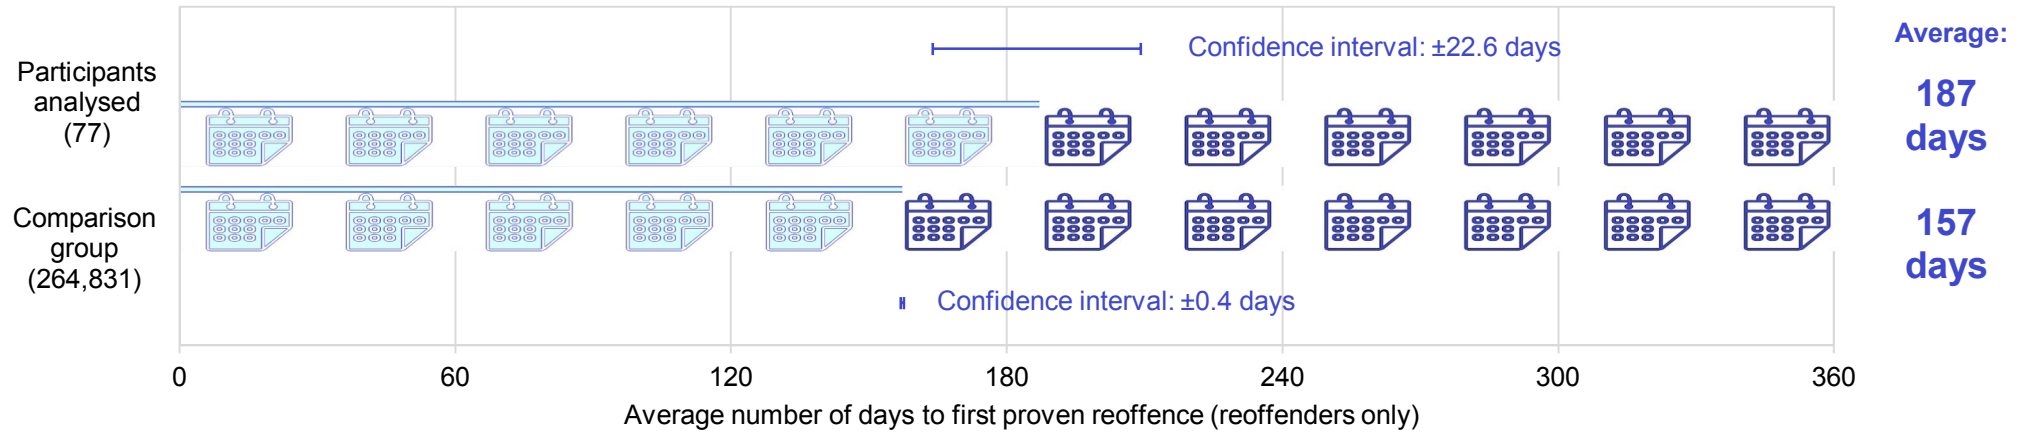 Confidence interval: ±22.6 days
Average:
Participants
analysed
(77)
187
days
Comparison
group
(264,831)
157
days
Confidence interval: ±0.4 days
0 60 120 180 240 300 360
Average number of days to first proven reoffence (reoffenders only)